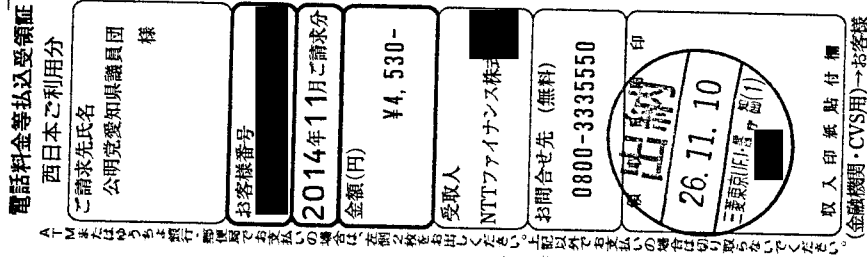 電話料金等払込受領証
西日本ご利用分
ご請求先氏名
公明党愛知県議員団
様
お客様番号
2014年11月ご請求分
金額(円)
¥4,530-
受取人
NTTファイナンス株式
お問合せ先 (無料)
0800-3335550
印
出納
26.11.10
三菱東京UFJ銀
収入印紙貼付欄
(金融機関・CVS用)→お客様
ATMまたはゆうちょ銀行・郵便局でお支払いの場合は、左側2枚をお出しください。上記以外でお支払いの場合は切り取らないでください。